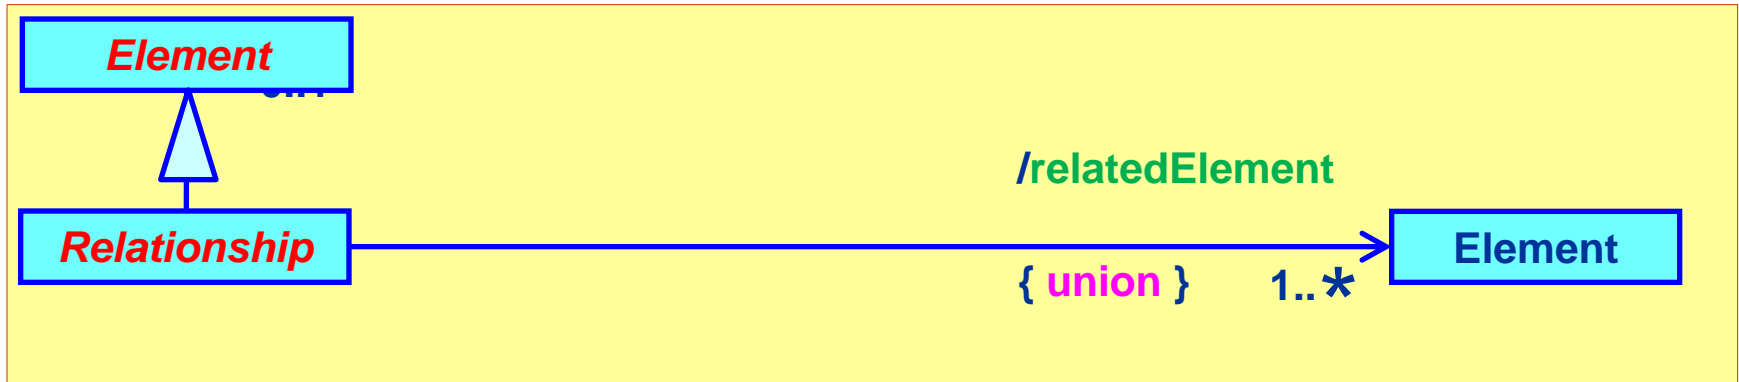 Element
/relatedElement
Relationship
Element
{ union }
1..*